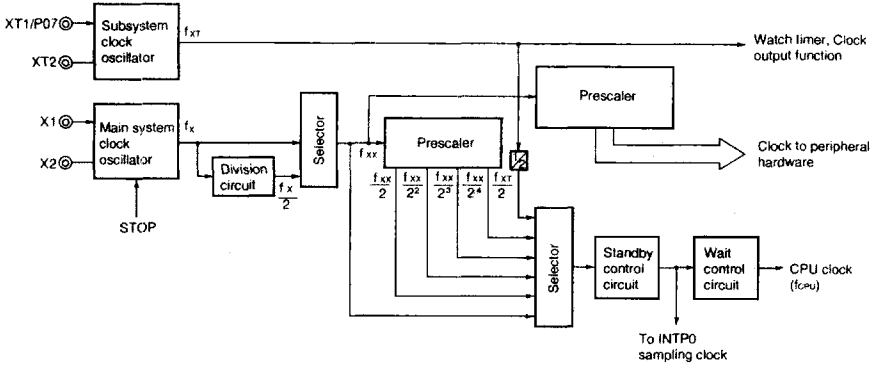 XT1/P07
XT2
Subsystem
clock
oscillator
fXT
Watch timer, Clock
output function
X1
X2
Main system
clock
oscillator
fX
STOP
Division
circuit
fX/2
Selector
fXX
Prescaler
Prescaler
Clock to peripheral
hardware
1/2
fXX/2 fXX/2² fXX/2³ fXX/2⁴ fXT/2
Selector
Standby
control
circuit
Wait
control
circuit
CPU clock
(fCPU)
To INTP0
sampling clock